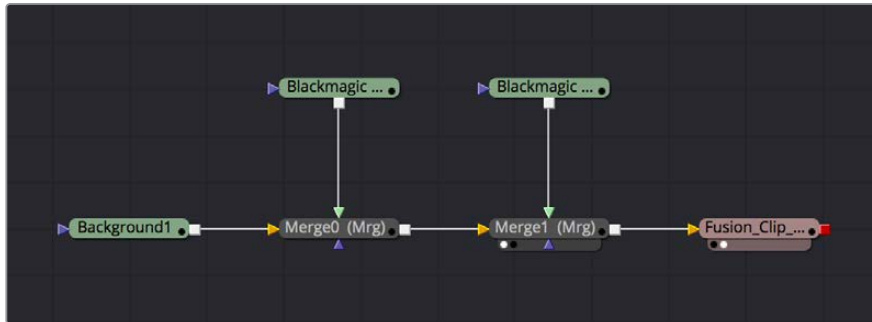 Blackmagic ...
Blackmagic ...
Background1
Merge0 (Mrg)
Merge1 (Mrg)
Fusion_Clip_...